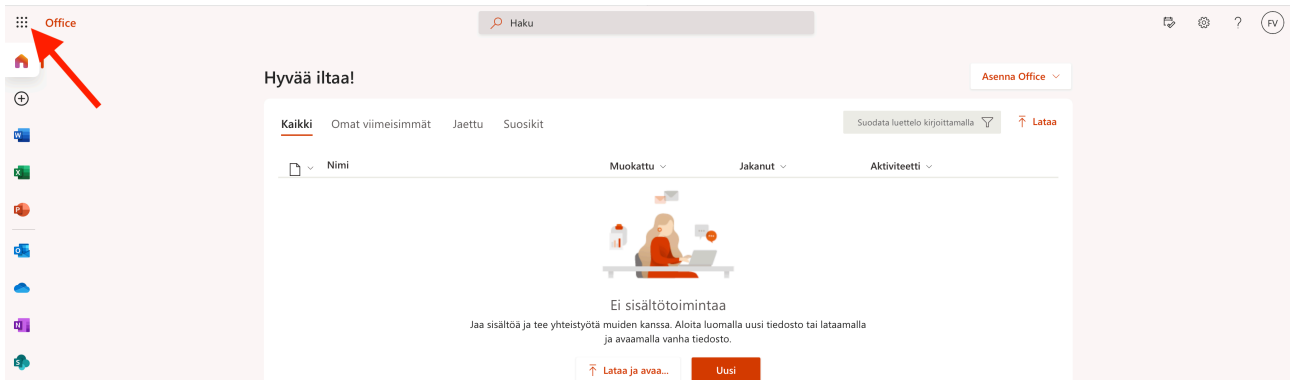 Office
Haku
FV
Hyvää iltaa!
Asenna Office
Kaikki Omat viimeisimmät Jaettu Suosikit
Suodata luettelo kirjoittamalla
Lataa
Nimi Muokattu Jakanut Aktiviteetti
Ei sisältötoimintaa
Jaa sisältöä ja tee yhteistyötä muiden kanssa. Aloita luomalla uusi tiedosto tai lataamalla
ja avaamalla vanha tiedosto.
Lataa ja avaa...
Uusi